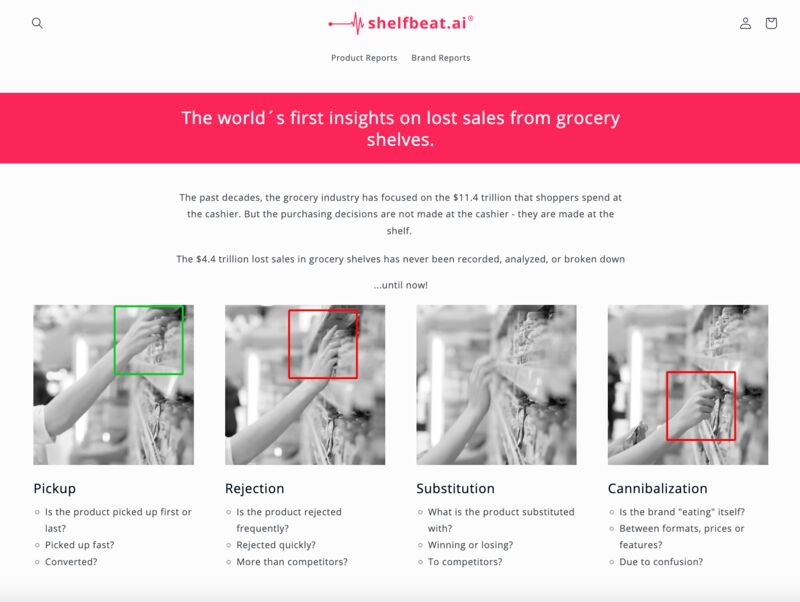 shelfbeat.ai®
Product Reports Brand Reports
The world´s first insights on lost sales from grocery
shelves.
The past decades, the grocery industry has focused on the $11.4 trillion that shoppers spend at
the cashier. But the purchasing decisions are not made at the cashier - they are made at the
shelf.
The $4.4 trillion lost sales in grocery shelves has never been recorded, analyzed, or broken down
...until now!
Pickup
Is the product picked up first or
last?
Picked up fast?
Converted?
Rejection
Is the product rejected
frequently?
Rejected quickly?
More than competitors?
Substitution
What is the product substituted
with?
Winning or losing?
To competitors?
Cannibalization
Is the brand "eating" itself?
Between formats, prices or
features?
Due to confusion?